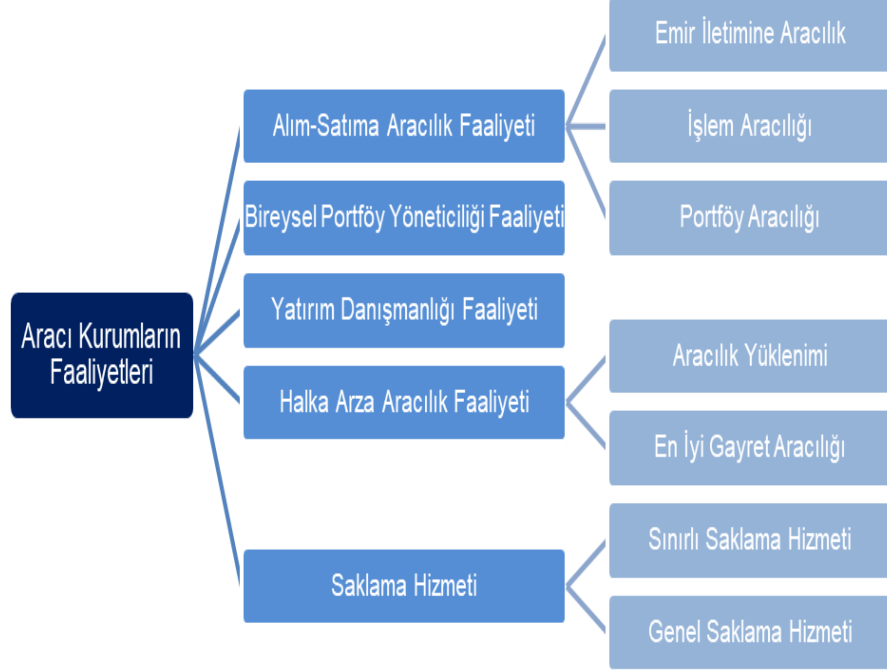 Aracı Kurumların
Faaliyetleri
Alım-Satıma Aracılık Faaliyeti
Emir İletimine Aracılık
İşlem Aracılığı
Portföy Aracılığı
Bireysel Portföy Yöneticiliği Faaliyeti
Yatırım Danışmanlığı Faaliyeti
Halka Arza Aracılık Faaliyeti
Aracılık Yüklenimi
En İyi Gayret Aracılığı
Saklama Hizmeti
Sınırlı Saklama Hizmeti
Genel Saklama Hizmeti